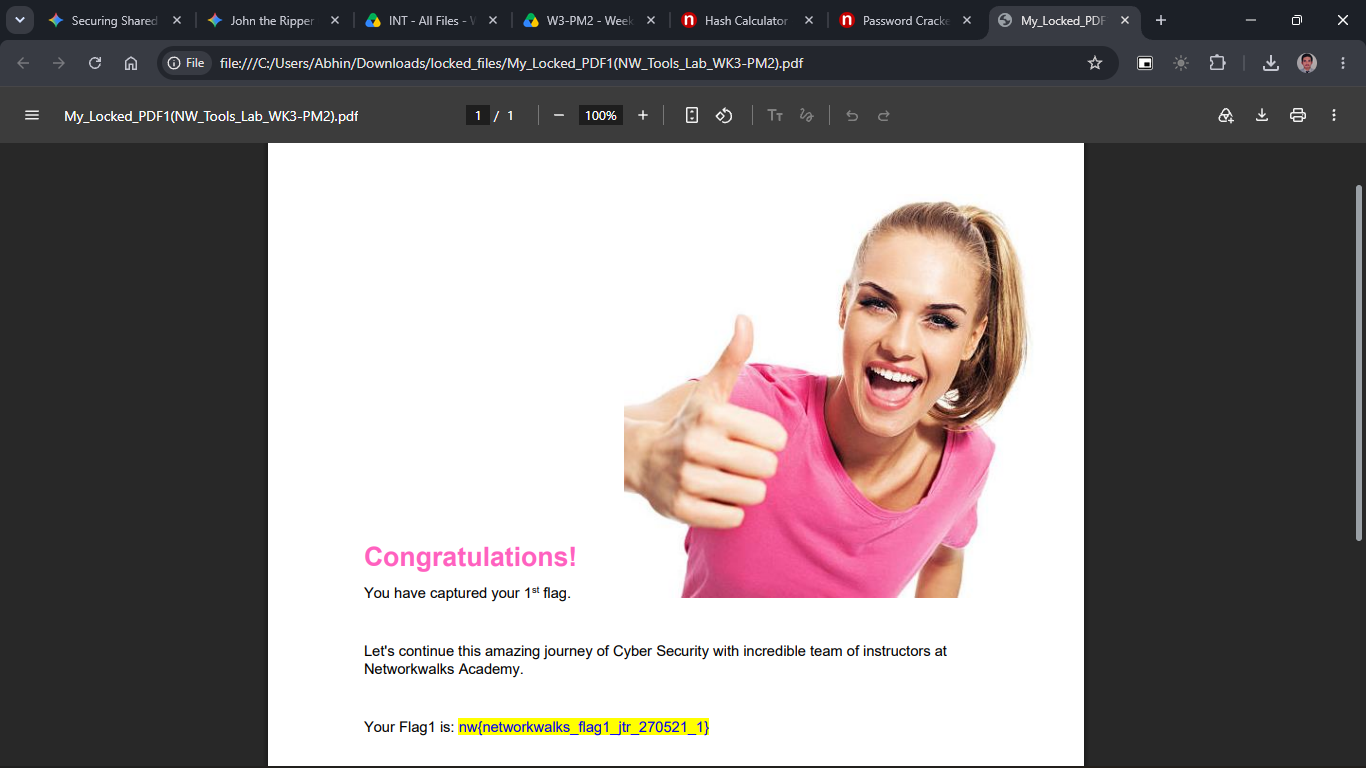 Securing Shared
John the Ripper
INT - All Files -
W3-PM2 - Week
Hash Calculator
Password Cracke
My_Locked_PDF
File
file:///C:/Users/Abhin/Downloads/locked_files/My_Locked_PDF1(NW_Tools_Lab_WK3-PM2).pdf
My_Locked_PDF1(NW_Tools_Lab_WK3-PM2).pdf
1 / 1
100%
Congratulations!
You have captured your 1st flag.
Let's continue this amazing journey of Cyber Security with incredible team of instructors at
Networkwalks Academy.
Your Flag1 is: nw{networkwalks_flag1_jtr_270521_1}